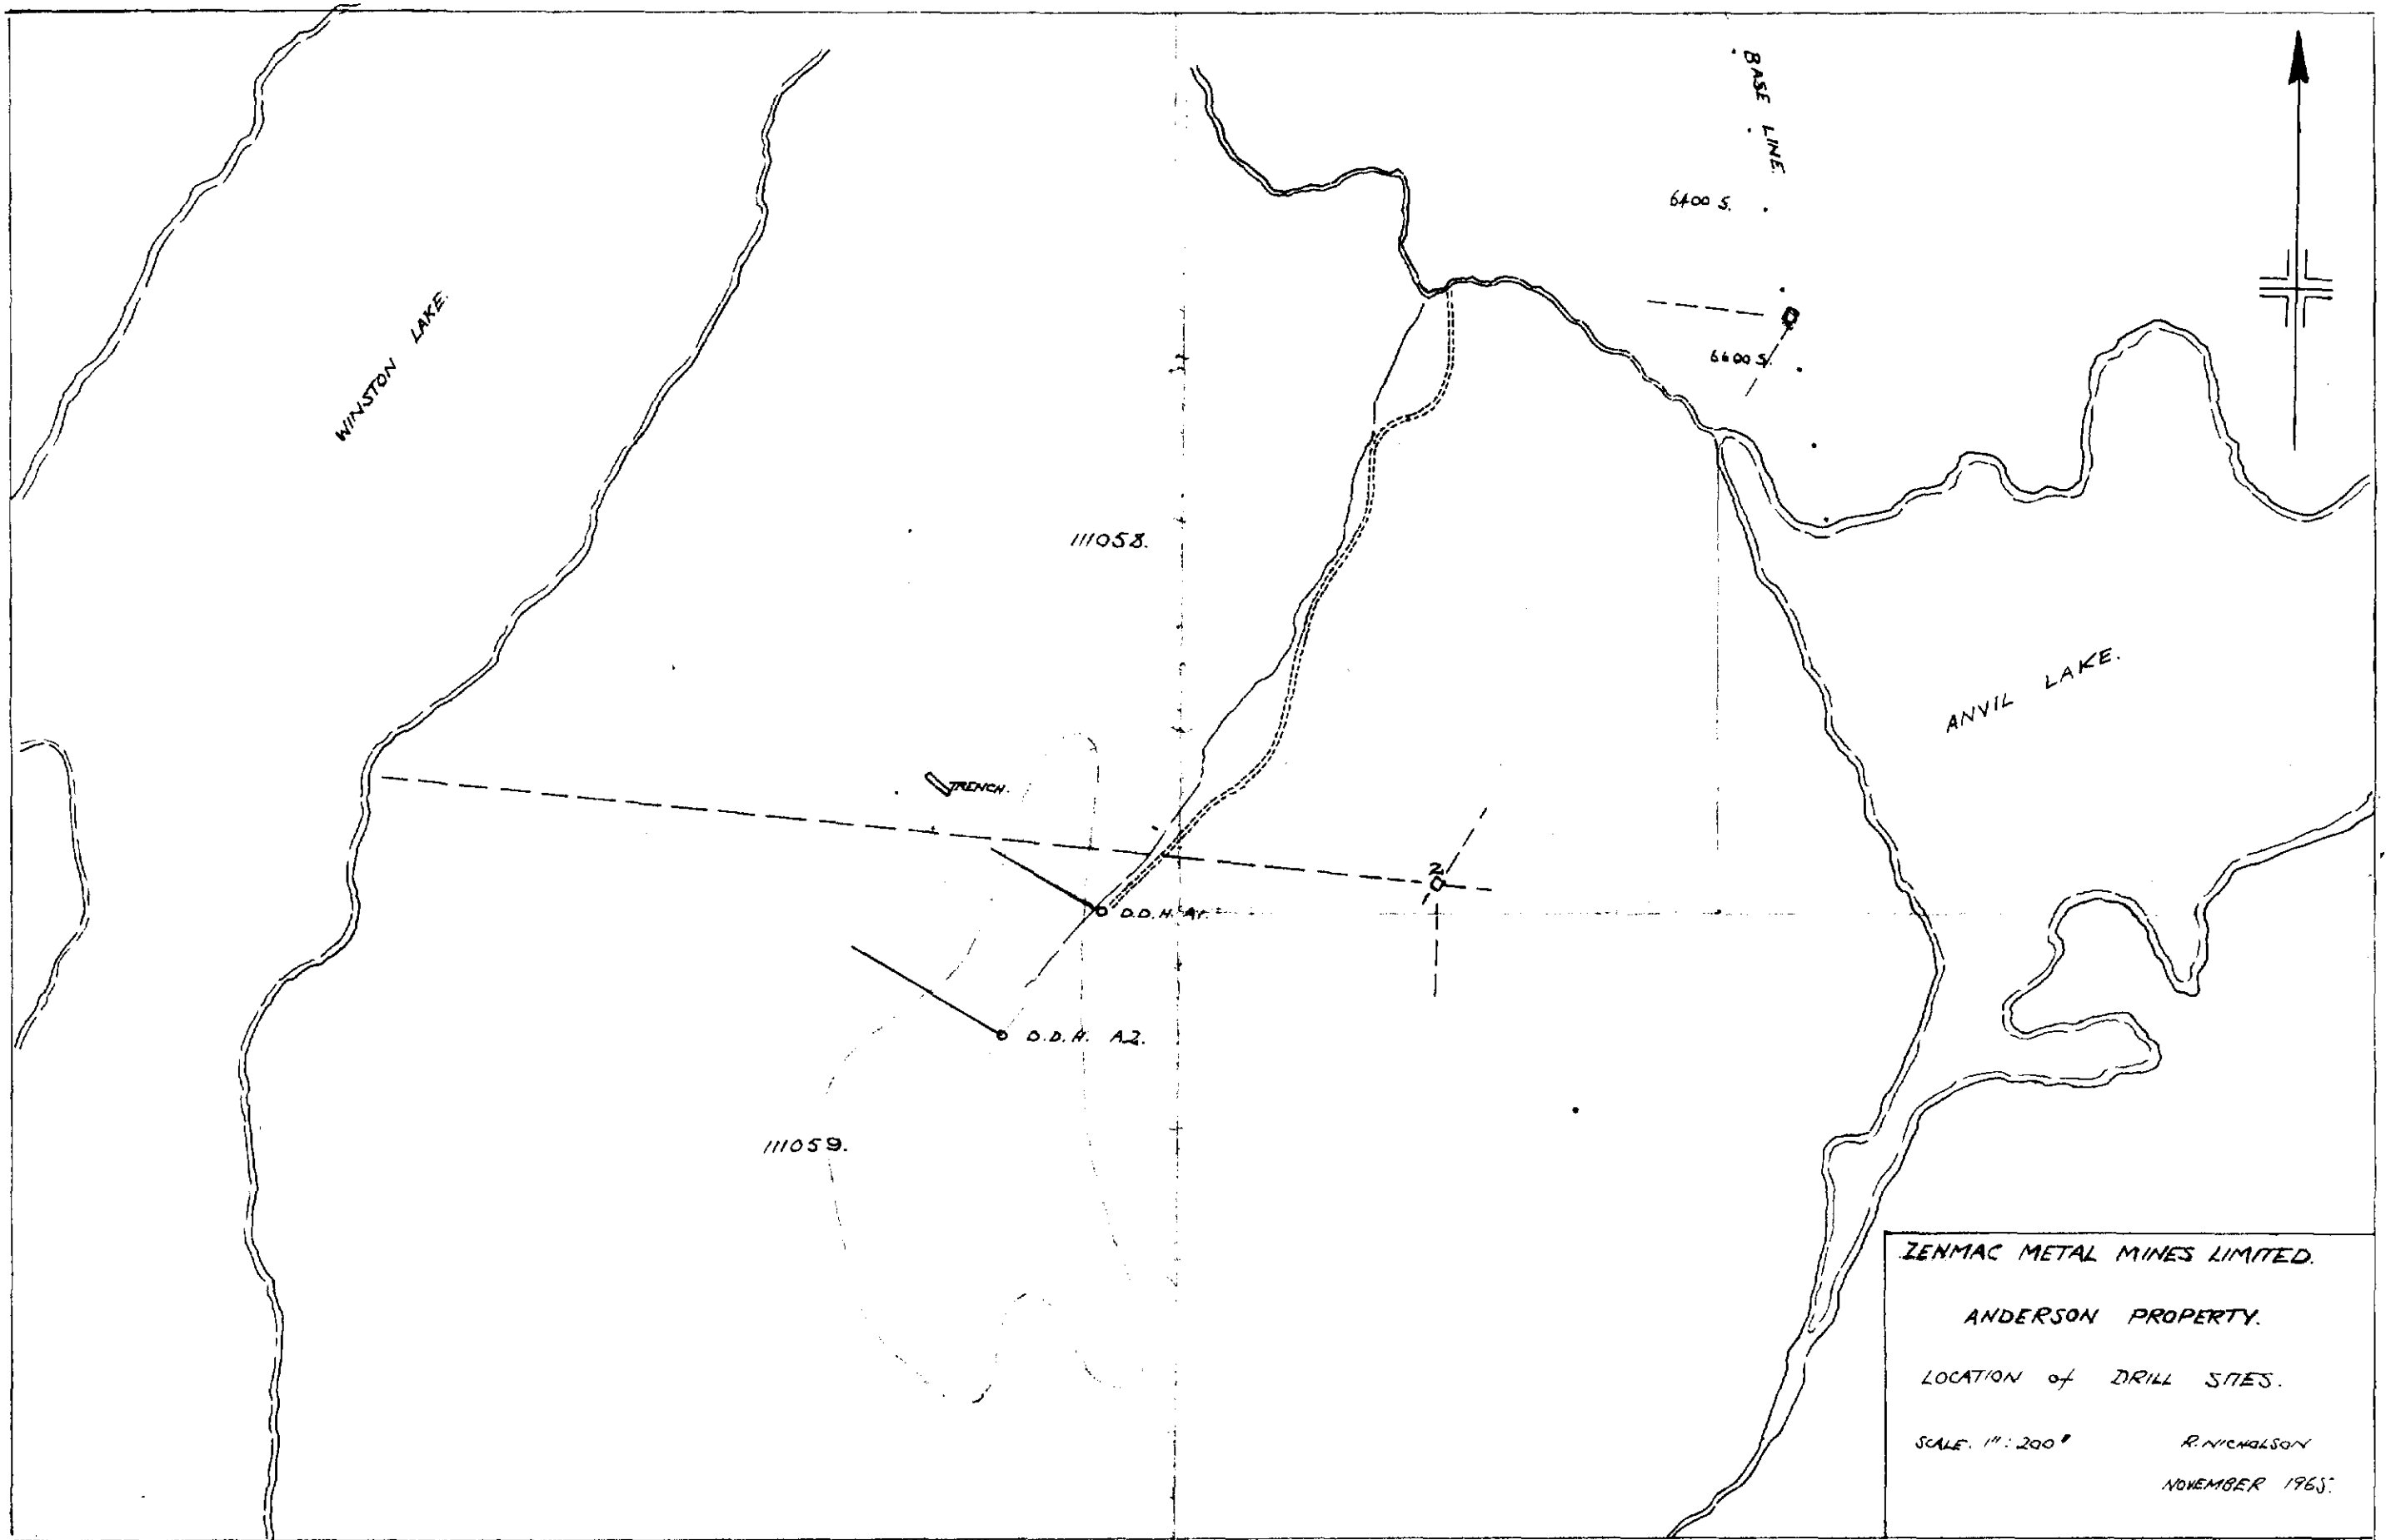 BASE LINE.
6400 S.
WINSTON LAKE.
6600 S.
111058.
ANVIL LAKE.
TRENCH.
2
D.D.H. A1.
D.D.H. A2.
111059.
ZENMAC METAL MINES LIMITED.
ANDERSON PROPERTY.
LOCATION of DRILL SITES.
SCALE. 1": 200'
R. NICHOLSON
NOVEMBER 1965.